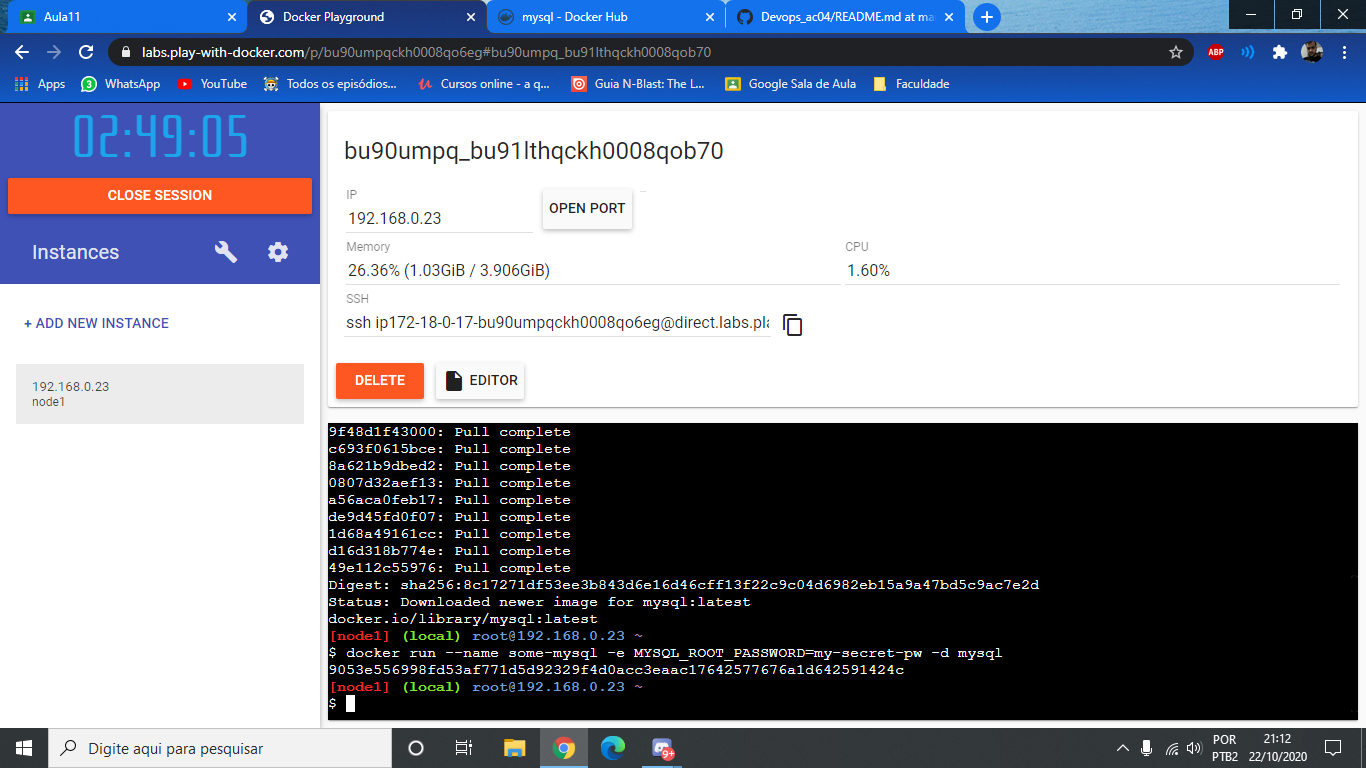 Aula11
Docker Playground
mysql - Docker Hub
Devops_ac04/README.md at ma
labs.play-with-docker.com/p/bu90umpqckh0008qo6eg#bu90umpq_bu91lthqckh0008qob70
ABP
Apps
3
WhatsApp
YouTube
Todos os episódios...
Cursos online - a q...
Guia N-Blast: The L...
Google Sala de Aula
Faculdade
02:49:05
CLOSE SESSION
Instances
+ ADD NEW INSTANCE
192.168.0.23
node1
bu90umpq_bu91lthqckh0008qob70
IP
192.168.0.23
OPEN PORT
Memory
26.36% (1.03GiB / 3.906GiB)
CPU
1.60%
SSH
ssh ip172-18-0-17-bu90umpqckh0008qo6eg@direct.labs.pla
DELETE
EDITOR
9f48d1f43000: Pull complete
c693f0615bce: Pull complete
8a621b9dbed2: Pull complete
0807d32aef13: Pull complete
a56aca0feb17: Pull complete
de9d45fd0f07: Pull complete
1d68a49161cc: Pull complete
d16d318b774e: Pull complete
49e112c55976: Pull complete
Digest: sha256:8c17271df53ee3b843d6e16d46cff13f22c9c04d6982eb15a9a47bd5c9ac7e2d
Status: Downloaded newer image for mysql:latest
docker.io/library/mysql:latest
[node1] (local) root@192.168.0.23 ~
$ docker run --name some-mysql -e MYSQL_ROOT_PASSWORD=my-secret-pw -d mysql
9053e556998fd53af771d5d92329f4d0acc3eaac17642577676a1d642591424c
[node1] (local) root@192.168.0.23 ~
$
Digite aqui para pesquisar
9+
POR
PTB2
21:12
22/10/2020